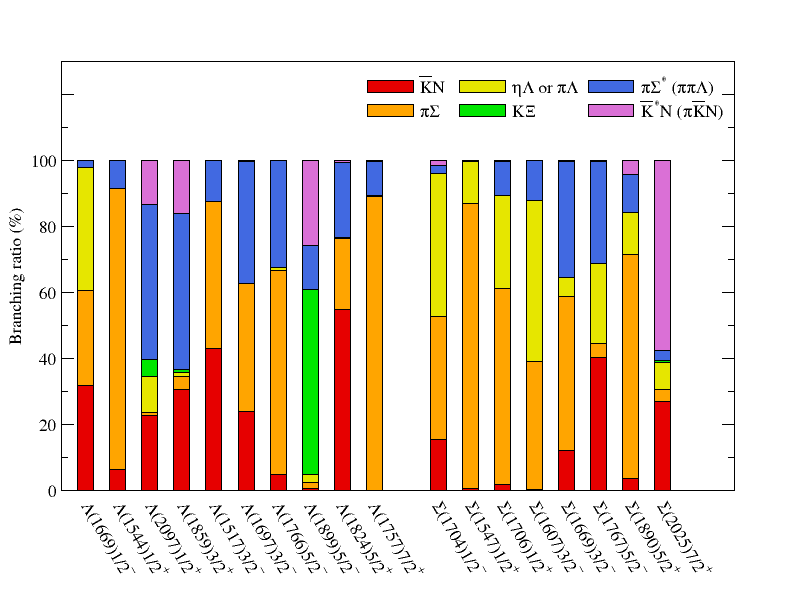 K̅N ηΛ or πΛ πΣ* (ππΛ)
πΣ KΞ K̅*N (πK̅N)
Branching ratio (%)
100
80
60
40
20
0
Λ(1669)1/2⁻
Λ(1544)1/2⁺
Λ(2097)1/2⁺
Λ(1859)3/2⁺
Λ(1517)3/2⁻
Λ(1697)3/2⁻
Λ(1766)5/2⁻
Λ(1899)5/2⁻
Λ(1824)5/2⁺
Λ(1757)7/2⁺
Σ(1704)1/2⁻
Σ(1547)1/2⁺
Σ(1706)1/2⁺
Σ(1607)3/2⁻
Σ(1669)3/2⁻
Σ(1767)5/2⁻
Σ(1890)5/2⁺
Σ(2025)7/2⁺